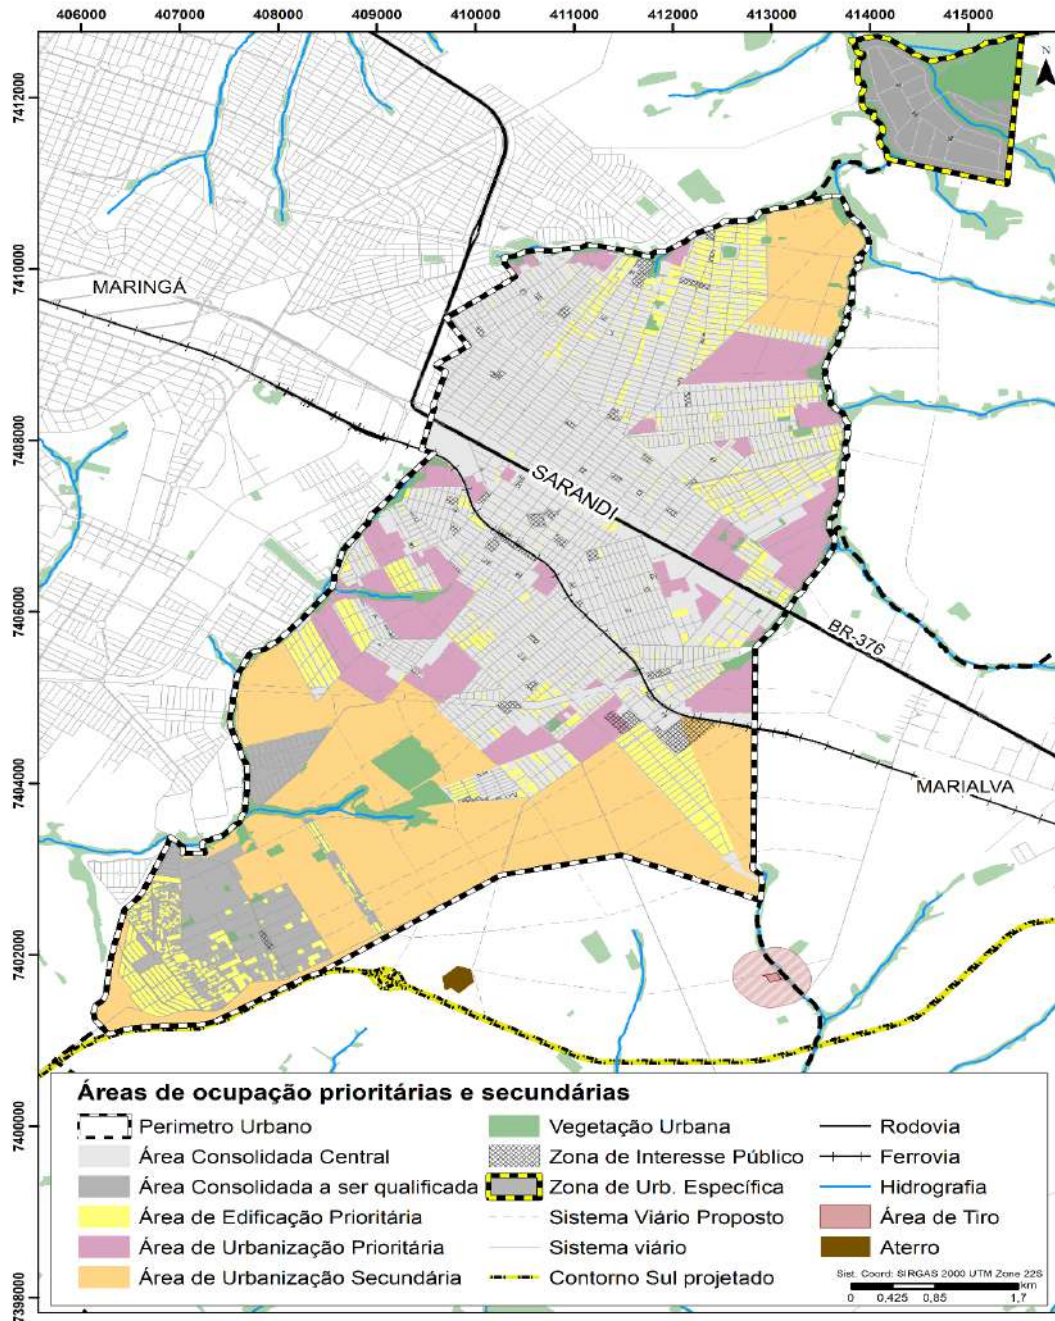 406000 407000 408000 409000 410000 411000 412000 413000 414000 415000
7412000
7410000
7408000
7406000
7404000
7402000
7400000
7398000
N
MARINGÁ
SARANDI
BR-376
MARIALVA
Áreas de ocupação prioritárias e secundárias
Perimetro Urbano
Área Consolidada Central
Área Consolidada a ser qualificada
Área de Edificação Prioritária
Área de Urbanização Prioritária
Área de Urbanização Secundária
Vegetação Urbana
Zona de Interesse Público
Zona de Urb. Específica
Sistema Viário Proposto
Sistema viário
Contorno Sul projetado
Rodovia
Ferrovia
Hidrografia
Área de Tiro
Aterro
Sist. Coord: SIRGAS 2000 UTM Zone 22S
km
0 0,425 0,85 1,7